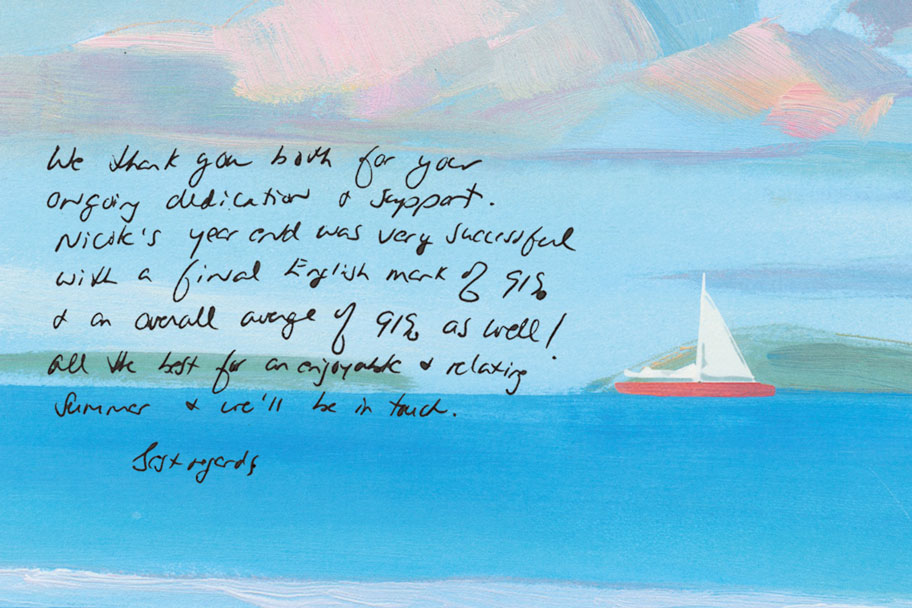 We thank you both for your
ongoing dedication & support.
Nicole's year end was very successful
with a final English mark of 91%
& an overall average of 91% as well!
All the best for an enjoyable & relaxing
Summer & we'll be in touch.
Best regards